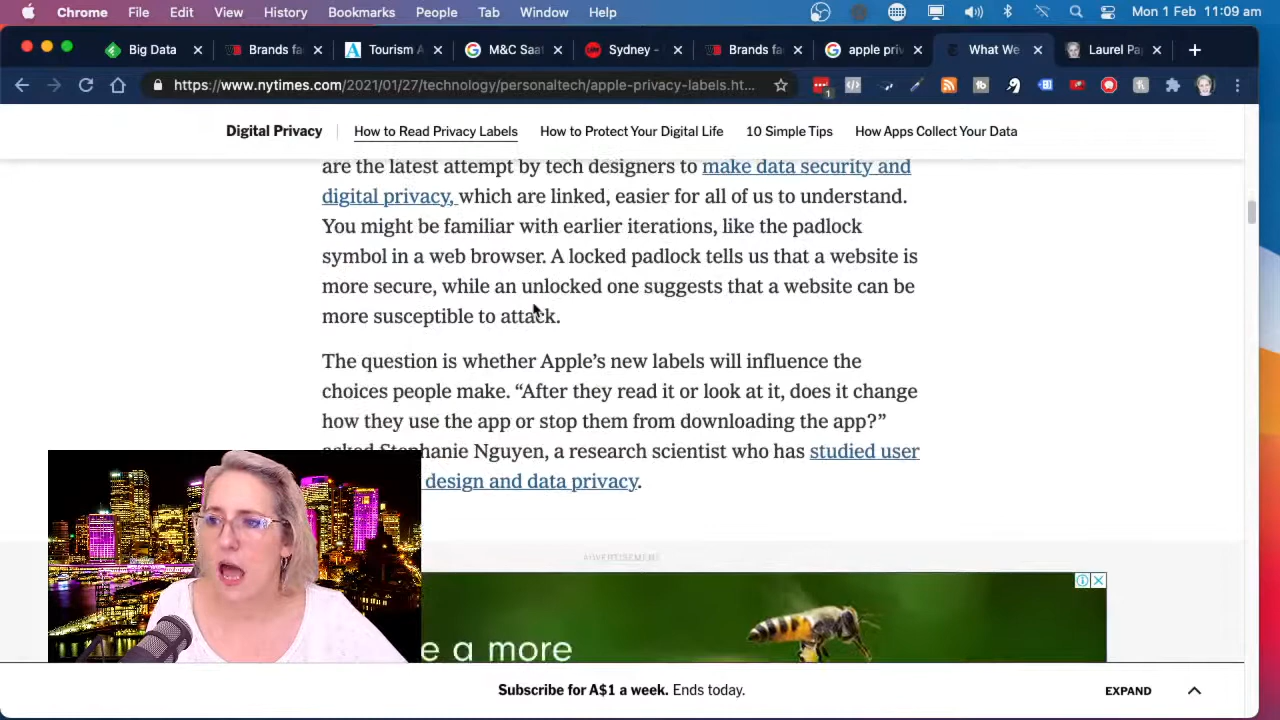 Chrome File Edit View History Bookmarks People Tab Window Help
Mon 1 Feb 11:09 am
Big Data
Brands fa
Tourism A
M&C Saat
Sydney -
Brands fa
apple priv
What We
Laurel Pa
https://www.nytimes.com/2021/01/27/technology/personaltech/apple-privacy-labels.ht...
1
Digital Privacy
How to Read Privacy Labels
How to Protect Your Digital Life
10 Simple Tips
How Apps Collect Your Data
are the latest attempt by tech designers to make data security and
digital privacy, which are linked, easier for all of us to understand.
You might be familiar with earlier iterations, like the padlock
symbol in a web browser. A locked padlock tells us that a website is
more secure, while an unlocked one suggests that a website can be
more susceptible to attack.
The question is whether Apple's new labels will influence the
choices people make. “After they read it or look at it, does it change
how they use the app or stop them from downloading the app?”
asked Stephanie Nguyen, a research scientist who has studied user
design and data privacy.
ADVERTISEMENT
e a more
Subscribe for A$1 a week. Ends today.
EXPAND